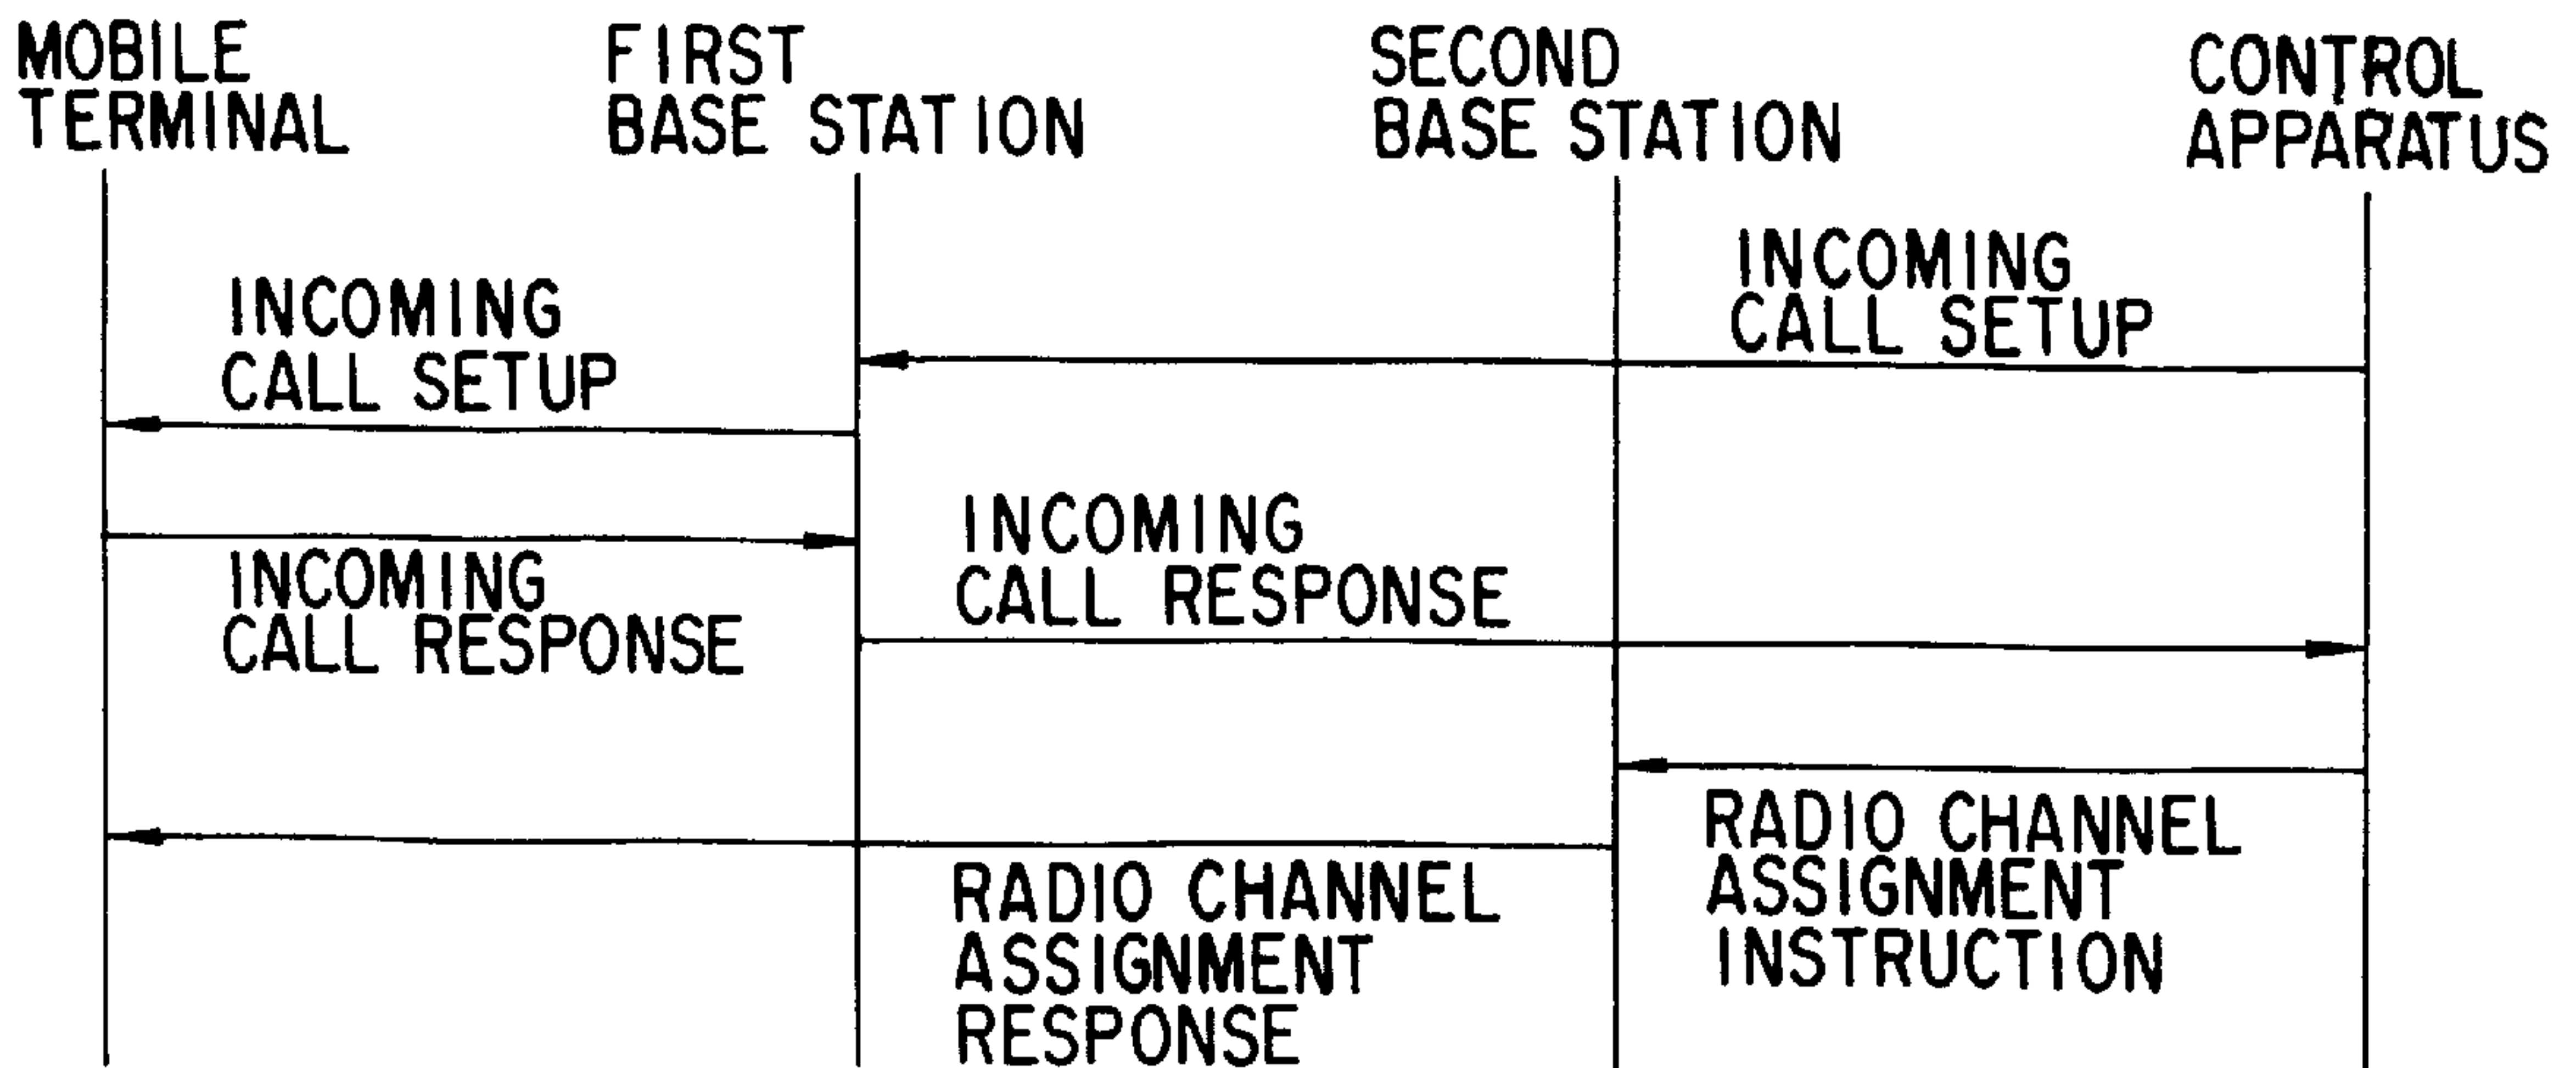 MOBILE
TERMINAL
FIRST
BASE STATION
SECOND
BASE STATION
CONTROL
APPARATUS
INCOMING
CALL SETUP
INCOMING
CALL SETUP
INCOMING
CALL RESPONSE
INCOMING
CALL RESPONSE
RADIO CHANNEL
ASSIGNMENT
INSTRUCTION
RADIO CHANNEL
ASSIGNMENT
RESPONSE